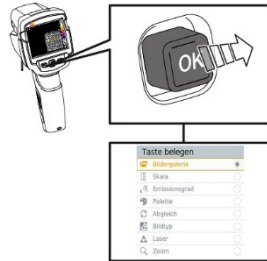 OK
Taste belegen
Bildergalerie
Skala
Emissionsgrad
Palette
Abgleich
Bildtyp
Laser
Zoom